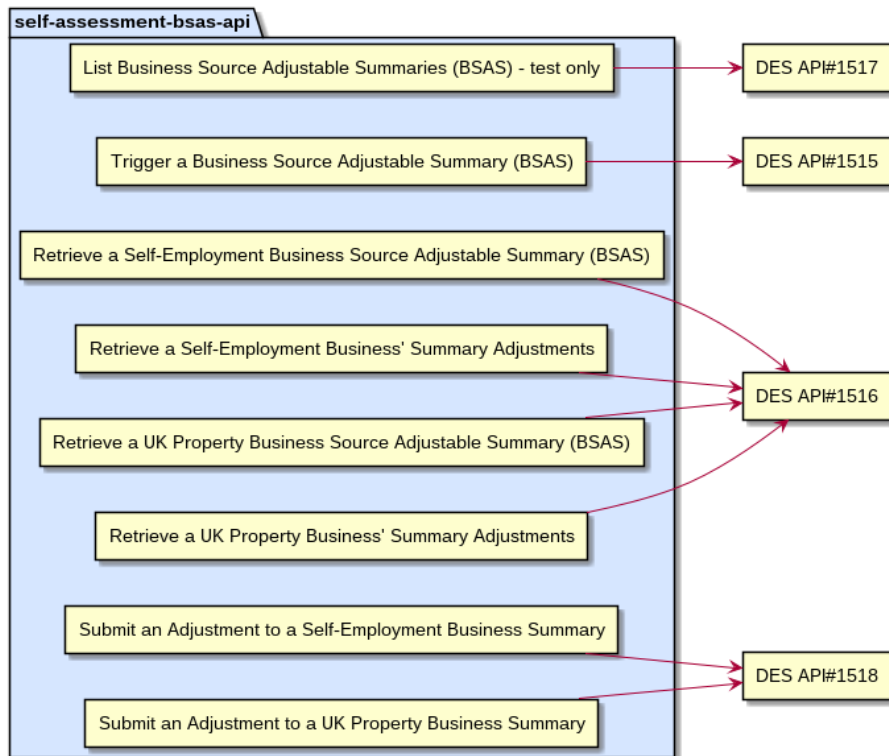 self-assessment-bsas-api
List Business Source Adjustable Summaries (BSAS) - test only
DES API#1517
Trigger a Business Source Adjustable Summary (BSAS)
DES API#1515
Retrieve a Self-Employment Business Source Adjustable Summary (BSAS)
Retrieve a Self-Employment Business' Summary Adjustments
DES API#1516
Retrieve a UK Property Business Source Adjustable Summary (BSAS)
Retrieve a UK Property Business' Summary Adjustments
Submit an Adjustment to a Self-Employment Business Summary
DES API#1518
Submit an Adjustment to a UK Property Business Summary